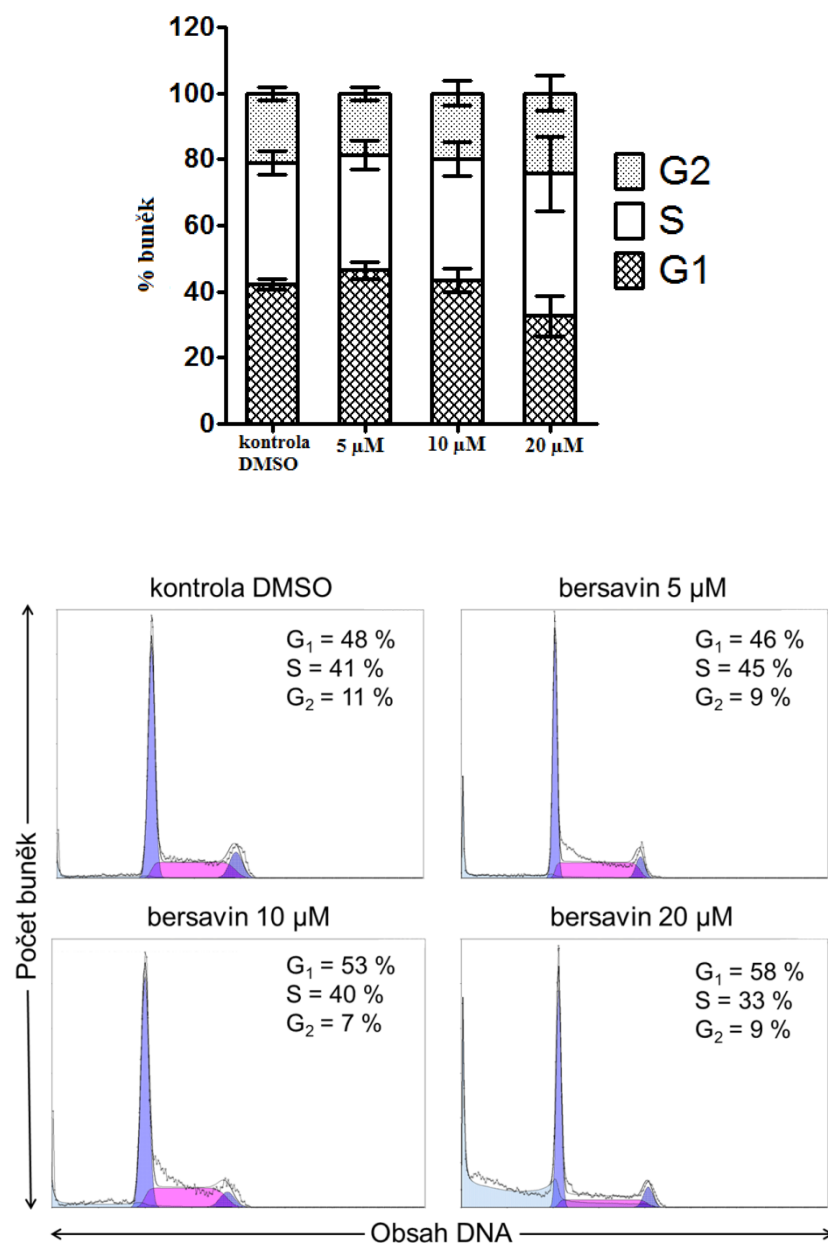 120
100
80
60
40
20
0
% buněk
kontrola
DMSO
5 µM
10 µM
20 µM
G2
S
G1
kontrola DMSO
G₁ = 48 %
S = 41 %
G₂ = 11 %
bersavin 5 µM
G₁ = 46 %
S = 45 %
G₂ = 9 %
bersavin 10 µM
G₁ = 53 %
S = 40 %
G₂ = 7 %
bersavin 20 µM
G₁ = 58 %
S = 33 %
G₂ = 9 %
Počet buněk
Obsah DNA